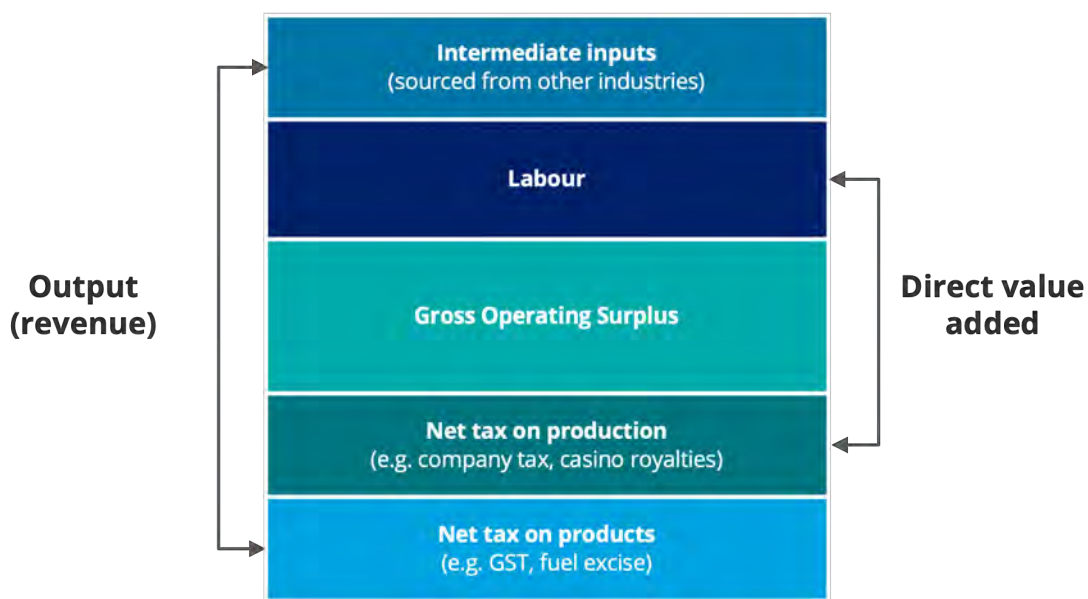 Intermediate inputs
(sourced from other industries)
Labour
Output
(revenue)
Gross Operating Surplus
Direct value
added
Net tax on production
(e.g. company tax, casino royalties)
Net tax on products
(e.g. GST, fuel excise)